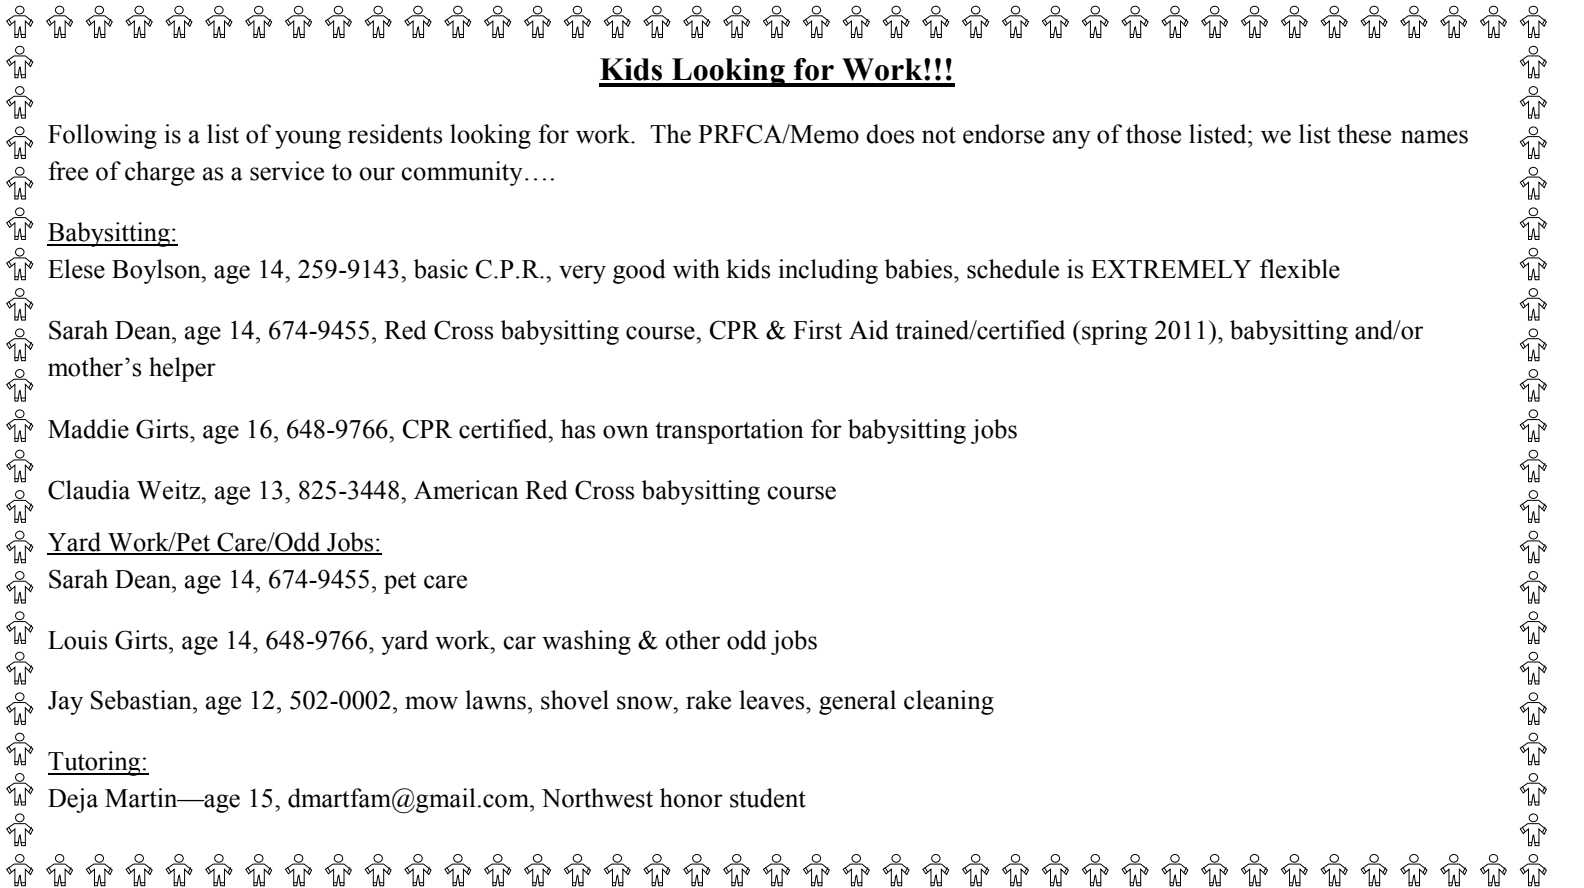 Kids Looking for Work!!!
Following is a list of young residents looking for work.  The PRFCA/Memo does not endorse any of those listed; we list these names
free of charge as a service to our community….
Babysitting:
Elese Boylson, age 14, 259-9143, basic C.P.R., very good with kids including babies, schedule is EXTREMELY flexible
Sarah Dean, age 14, 674-9455, Red Cross babysitting course, CPR & First Aid trained/certified (spring 2011), babysitting and/or
mother’s helper
Maddie Girts, age 16, 648-9766, CPR certified, has own transportation for babysitting jobs
Claudia Weitz, age 13, 825-3448, American Red Cross babysitting course
Yard Work/Pet Care/Odd Jobs:
Sarah Dean, age 14, 674-9455, pet care
Louis Girts, age 14, 648-9766, yard work, car washing & other odd jobs
Jay Sebastian, age 12, 502-0002, mow lawns, shovel snow, rake leaves, general cleaning
Tutoring:
Deja Martin—age 15, dmartfam@gmail.com, Northwest honor student